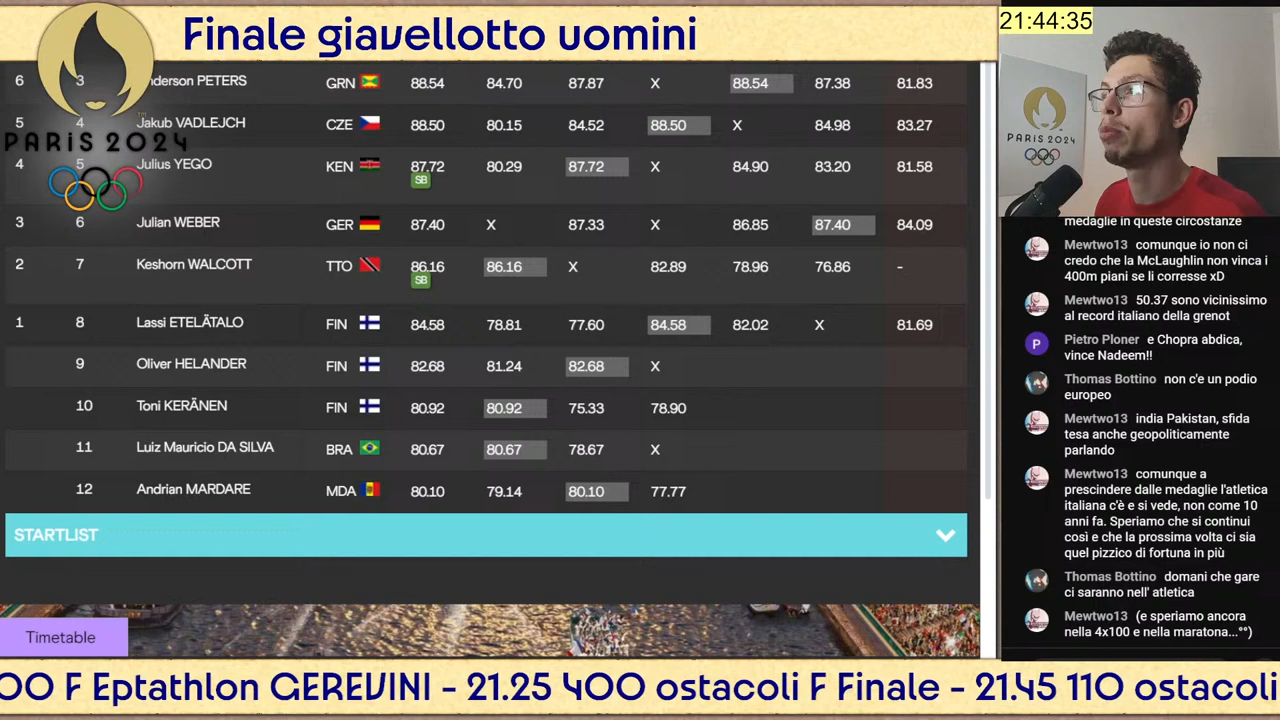 Finale giavellotto uomini
21:44:35
PARIS 2024
PARIS 2024
6 3 nderson PETERS GRN 88.54 84.70 87.87 X 88.54 87.38 81.83
5 4 Jakub VADLEJCH CZE 88.50 80.15 84.52 88.50 X 84.98 83.27
4 5 Julius YEGO KEN 87.72 80.29 87.72 X 84.90 83.20 81.58
SB
3 6 Julian WEBER GER 87.40 X 87.33 X 86.85 87.40 84.09
2 7 Keshorn WALCOTT TTO 86.16 86.16 X 82.89 78.96 76.86 -
SB
1 8 Lassi ETELÄTALO FIN 84.58 78.81 77.60 84.58 82.02 X 81.69
9 Oliver HELANDER FIN 82.68 81.24 82.68 X
10 Toni KERÄNEN FIN 80.92 80.92 75.33 78.90
11 Luiz Mauricio DA SILVA BRA 80.67 80.67 78.67 X
12 Andrian MARDARE MDA 80.10 79.14 80.10 77.77
STARTLIST
Timetable
medaglie in queste circostanze
Mewtwo13 comunque io non ci
credo che la McLaughlin non vinca i
400m piani se li corresse xD
Mewtwo13 50.37 sono vicinissimo
al record italiano della grenot
P Pietro Ploner e Chopra abdica,
vince Nadeem!!
Thomas Bottino non c'e un podio
europeo
Mewtwo13 india Pakistan, sfida
tesa anche geopoliticamente
parlando
Mewtwo13 comunque a
prescindere dalle medaglie l'atletica
italiana c'è e si vede, non come 10
anni fa. Speriamo che si continui
così e che la prossima volta ci sia
quel pizzico di fortuna in più
Thomas Bottino domani che gare
ci saranno nell' atletica
Mewtwo13 (e speriamo ancora
nella 4x100 e nella maratona...°°)
00 F Eptathlon GEREVINI - 21.25 400 ostacoli F Finale - 21.45 110 ostacoli